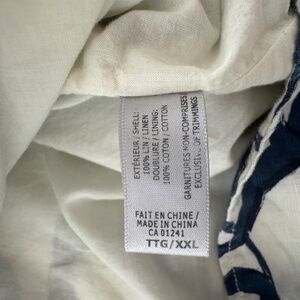 EXTÉRIEUR / SHELL:
100% LIN / LINEN
DOUBLURE / LINING:
100% COTON / COTTON
GARNITURES NON-COMPRISES
EXCLUSIVE OF TRIMMINGS
FAIT EN CHINE /
MADE IN CHINA
CA 01241
TTG / XXL